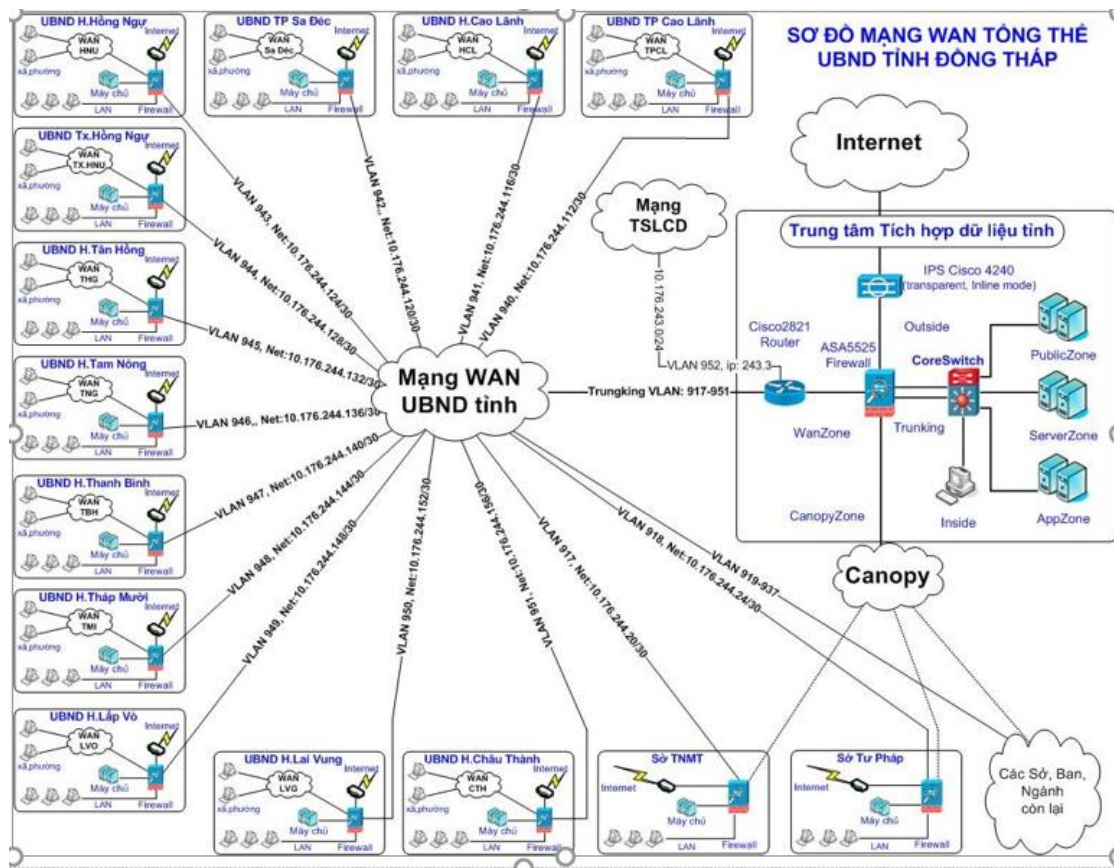 SƠ ĐỒ MẠNG WAN TỔNG THỂ
UBND TỈNH ĐỒNG THÁP
UBND H.Hồng Ngự
WAN
HNU
Internet
xã,phường
Máy chủ
LAN
Firewall
UBND TP Sa Déc
WAN
Sa Déc
Internet
xã,phường
Máy chủ
LAN
Firewall
UBND H.Cao Lãnh
WAN
HCL
Internet
xã,phường
Máy chủ
LAN
Firewall
UBND TP Cao Lãnh
WAN
TPCL
Internet
xã,phường
Máy chủ
LAN
Firewall
UBND Tx.Hồng Ngự
WAN
TX.HNU
Internet
xã,phường
Máy chủ
LAN
Firewall
UBND H.Tân Hồng
WAN
THG
Internet
xã,phường
Máy chủ
LAN
Firewall
UBND H.Tam Nông
WAN
TNG
Internet
xã,phường
Máy chủ
LAN
Firewall
UBND H.Thanh Bình
WAN
TBH
Internet
xã,phường
Máy chủ
LAN
Firewall
UBND H.Tháp Mười
WAN
TMI
Internet
xã,phường
Máy chủ
LAN
Firewall
UBND H.Lấp Vò
WAN
LVO
Internet
xã,phường
Máy chủ
LAN
Firewall
UBND H.Lai Vung
WAN
LVG
Internet
xã,phường
Máy chủ
LAN
Firewall
UBND H.Châu Thành
WAN
CTH
Internet
xã,phường
Máy chủ
LAN
Firewall
Sở TNMT
Internet
Máy chủ
LAN
Firewall
Sở Tư Pháp
Internet
Máy chủ
LAN
Firewall
Các Sở, Ban,
Ngành
còn lại
Mạng WAN
UBND tỉnh
VLAN 943, Net:10.176.244.124/30
VLAN 942,, Net:10.176.244.120/30
VLAN 941, Net:10.176.244.116/30
VLAN 940, Net:10.176.244.112/30
VLAN 944, Net:10.176.244.128/30
VLAN 945, Net:10.176.244.132/30
VLAN 946,, Net:10.176.244.136/30
VLAN 947, Net:10.176.244.140/30
VLAN 948, Net:10.176.244.144/30
VLAN 949, Net:10.176.244.148/30
VLAN 950, Net:10.176.244.152/30
VLAN 951, Net:10.176.244.156/30
VLAN 917, Net:10.176.244.20/30
VLAN 918, Net:10.176.244.24/30
VLAN 919-937
Mạng
TSLCD
10.176.243.0/24
VLAN 952, ip: 243.3
Trungking VLAN: 917-951
Internet
Trung tâm Tích hợp dữ liệu tỉnh
IPS Cisco 4240
(transparent, Inline mode)
Cisco2821
Router
Outside
ASA5525
Firewall
CoreSwitch
PublicZone
WanZone
Trunking
ServerZone
CanopyZone
Inside
AppZone
Canopy